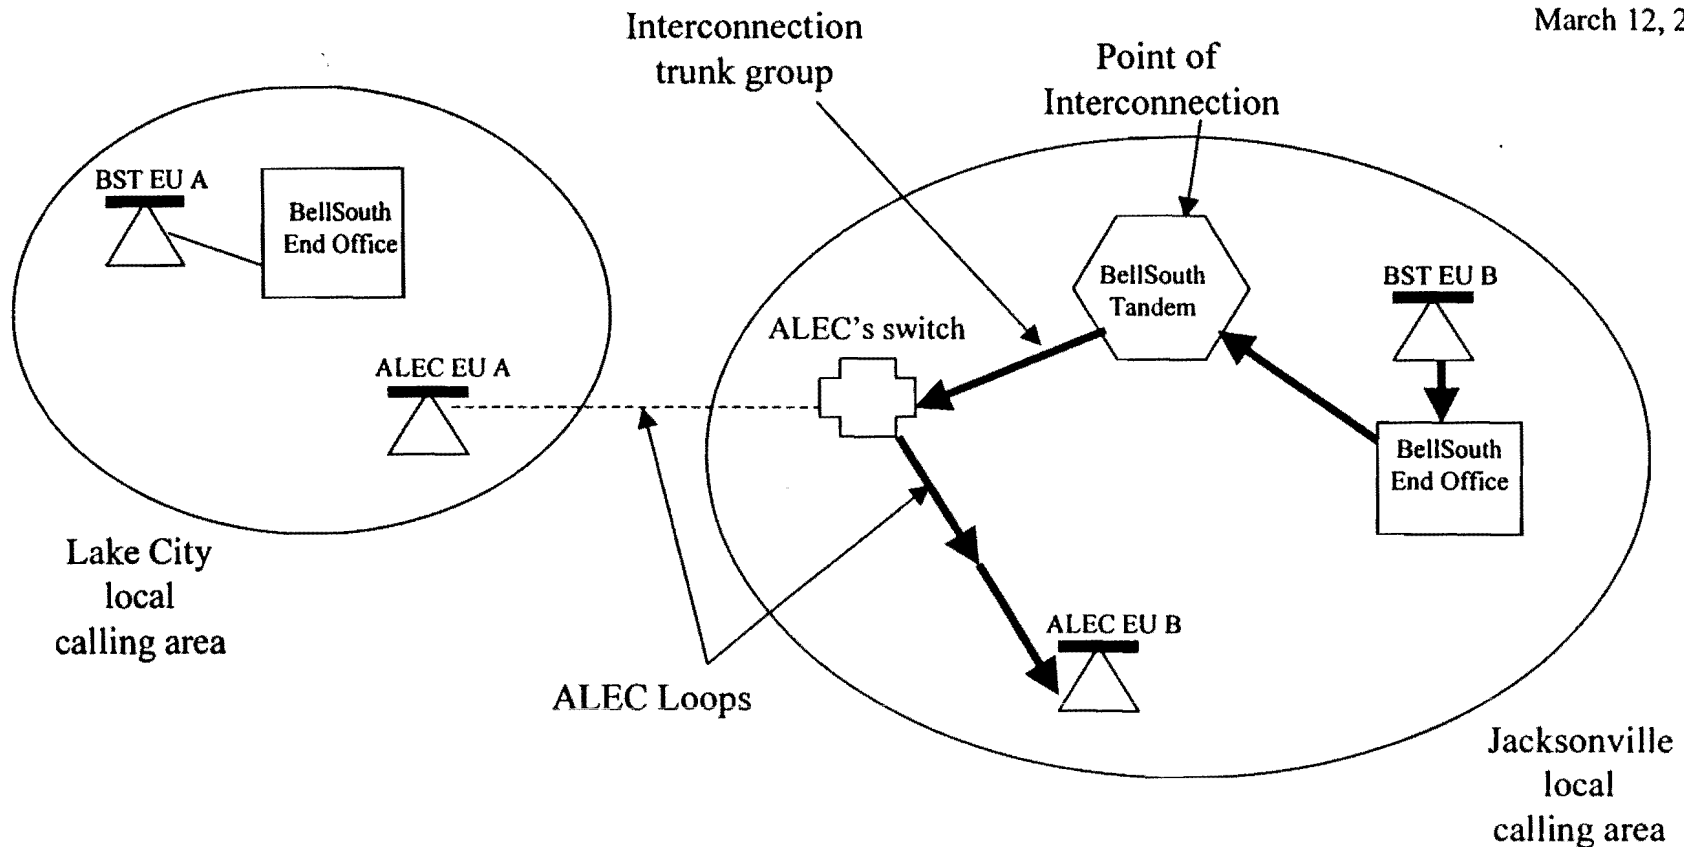 March 12, 2
Interconnection
trunk group
Point of
Interconnection
BST EU A
BellSouth
End Office
BellSouth
Tandem
BST EU B
ALEC's switch
ALEC EU A
BellSouth
End Office
Lake City
local
calling area
ALEC EU B
ALEC Loops
Jacksonville
local
calling area